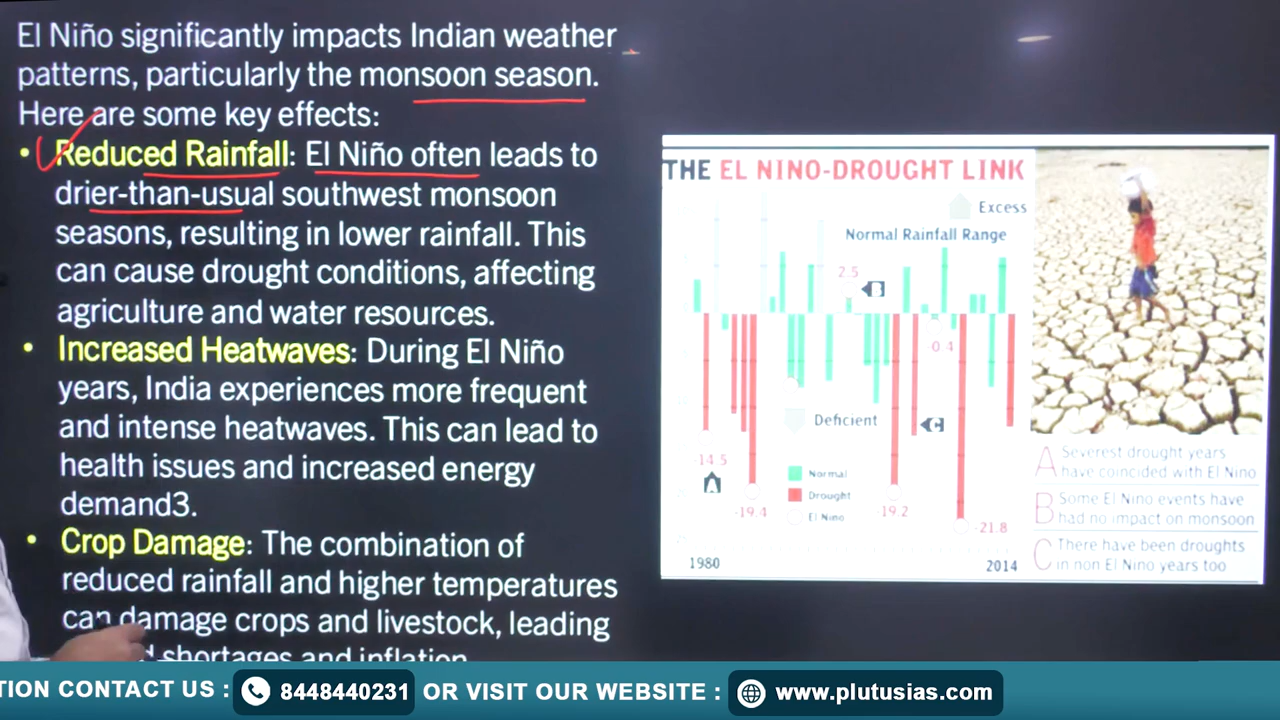 El Niño significantly impacts Indian weather
patterns, particularly the monsoon season.
Here are some key effects:
• Reduced Rainfall: El Niño often leads to
drier-than-usual southwest monsoon
seasons, resulting in lower rainfall. This
can cause drought conditions, affecting
agriculture and water resources.
• Increased Heatwaves: During El Niño
years, India experiences more frequent
and intense heatwaves. This can lead to
health issues and increased energy
demand3.
• Crop Damage: The combination of
reduced rainfall and higher temperatures
can damage crops and livestock, leading
shortages and inflation
THE EL NINO-DROUGHT LINK
Excess
Normal Rainfall Range
2.5
B
-0.4
C
Deficient
-14.5
A
-19.4
-19.2
-21.8
Normal
Drought
El Nino
1980
2014
A Severest drought years
have coincided with El Nino
B Some El Nino events have
had no impact on monsoon
C There have been droughts
in non El Nino years too
TION CONTACT US : 8448440231 OR VISIT OUR WEBSITE : www.plutusias.com